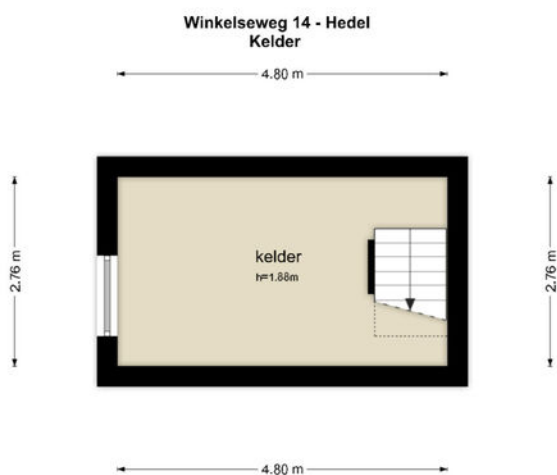 Winkelseweg 14 - Hedel
Kelder
4.80 m
2.76 m
kelder
h=1.88m
2.76 m
4.80 m